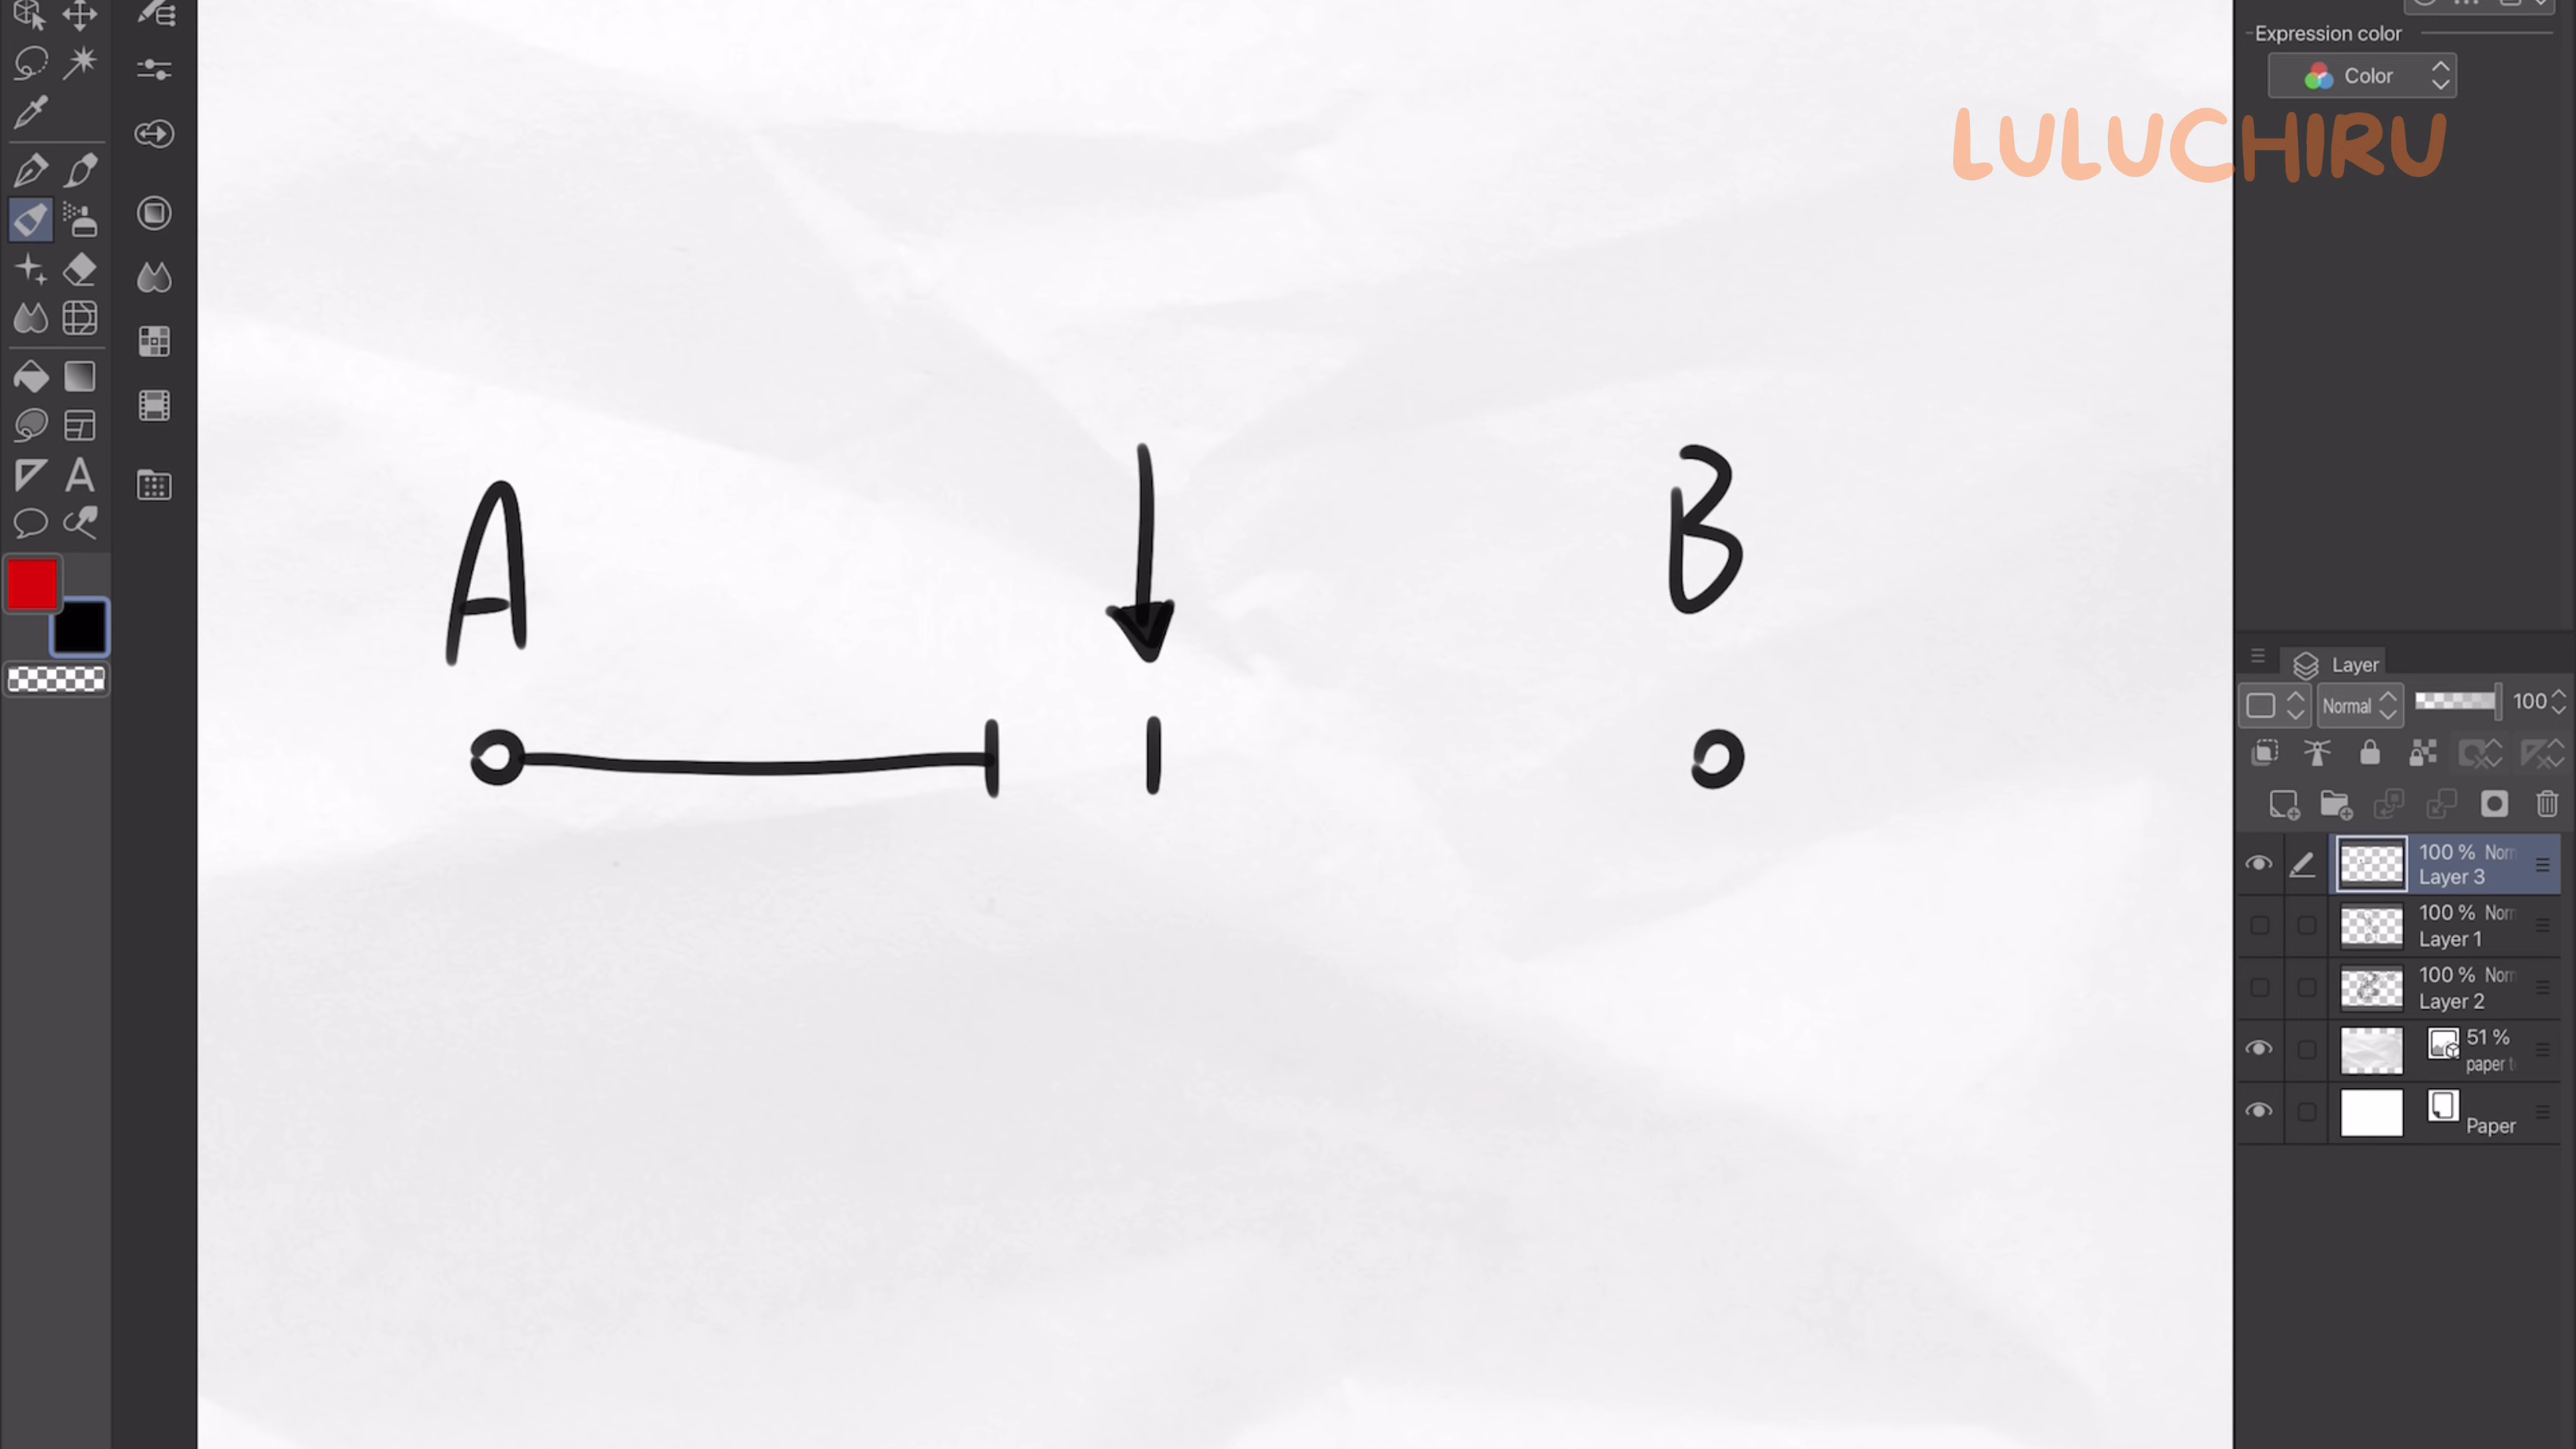 Expression color
Color
LULUCHIRU
A
B
Layer
Normal
100
100 % Norm
Layer 3
100 % Norm
Layer 1
100 % Norm
Layer 2
51 %
paper t
Paper